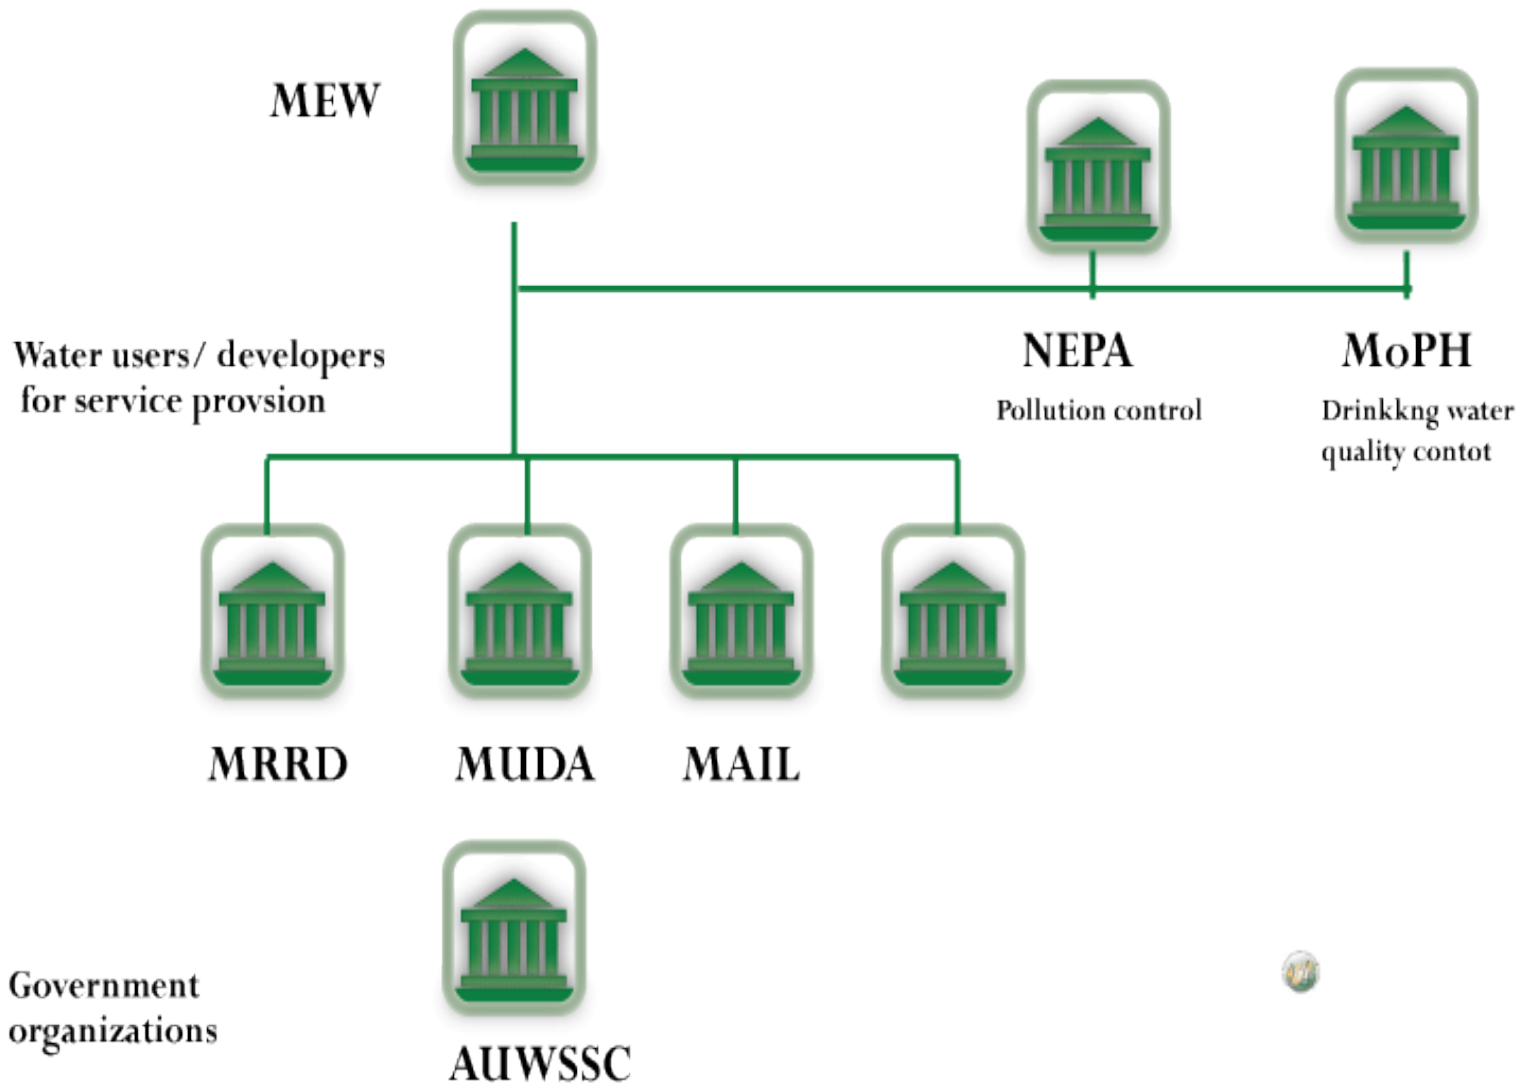 MEW
Water users/ developers
for service provsion
NEPA
Pollution control
MoPH
Drinkkng water
quality contot
MRRD
MUDA
MAIL
Government
organizations
AUWSSC